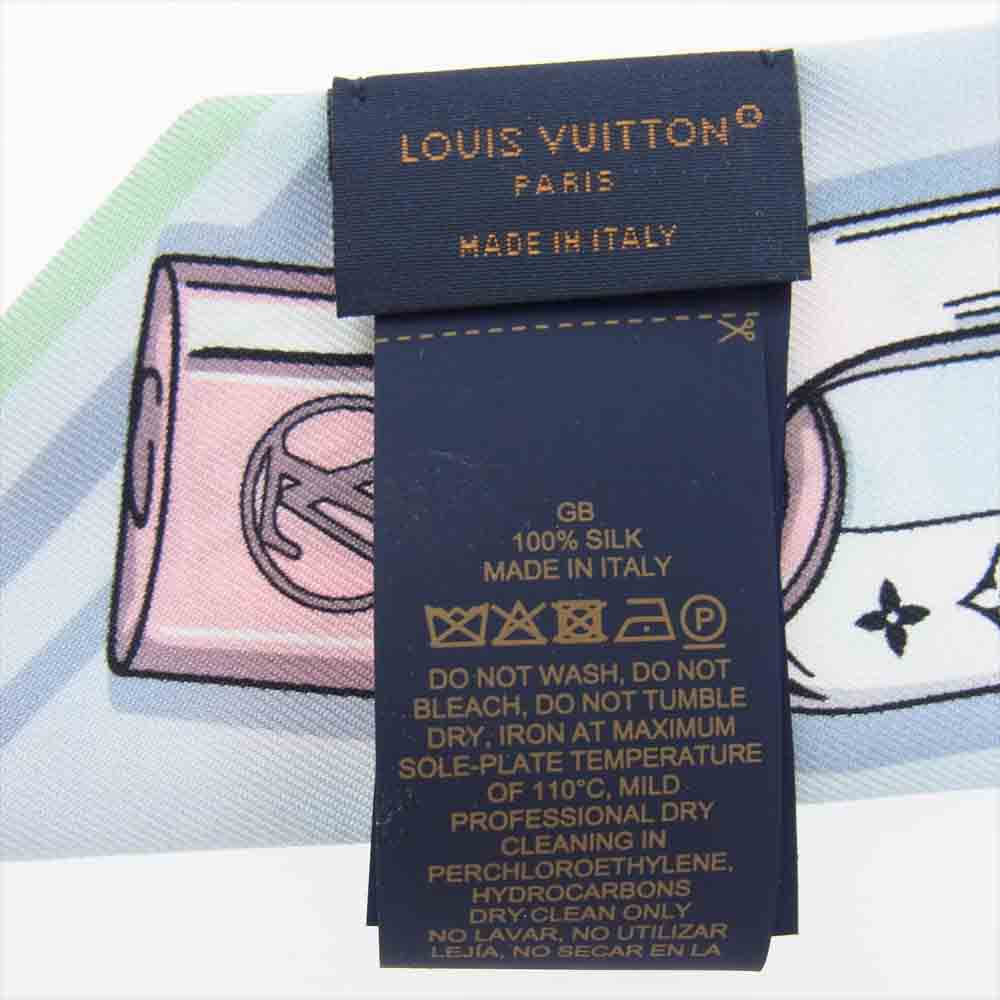 LOUIS VUITTON®
PARIS
MADE IN ITALY
GB
100% SILK
MADE IN ITALY
P
DO NOT WASH, DO NOT
BLEACH, DO NOT TUMBLE
DRY, IRON AT MAXIMUM
SOLE-PLATE TEMPERATURE
OF 110°C, MILD
PROFESSIONAL DRY
CLEANING IN
PERCHLOROETHYLENE,
HYDROCARBONS
DRY CLEAN ONLY
NO LAVAR, NO UTILIZAR
LEJÍA, NO SECAR EN LA